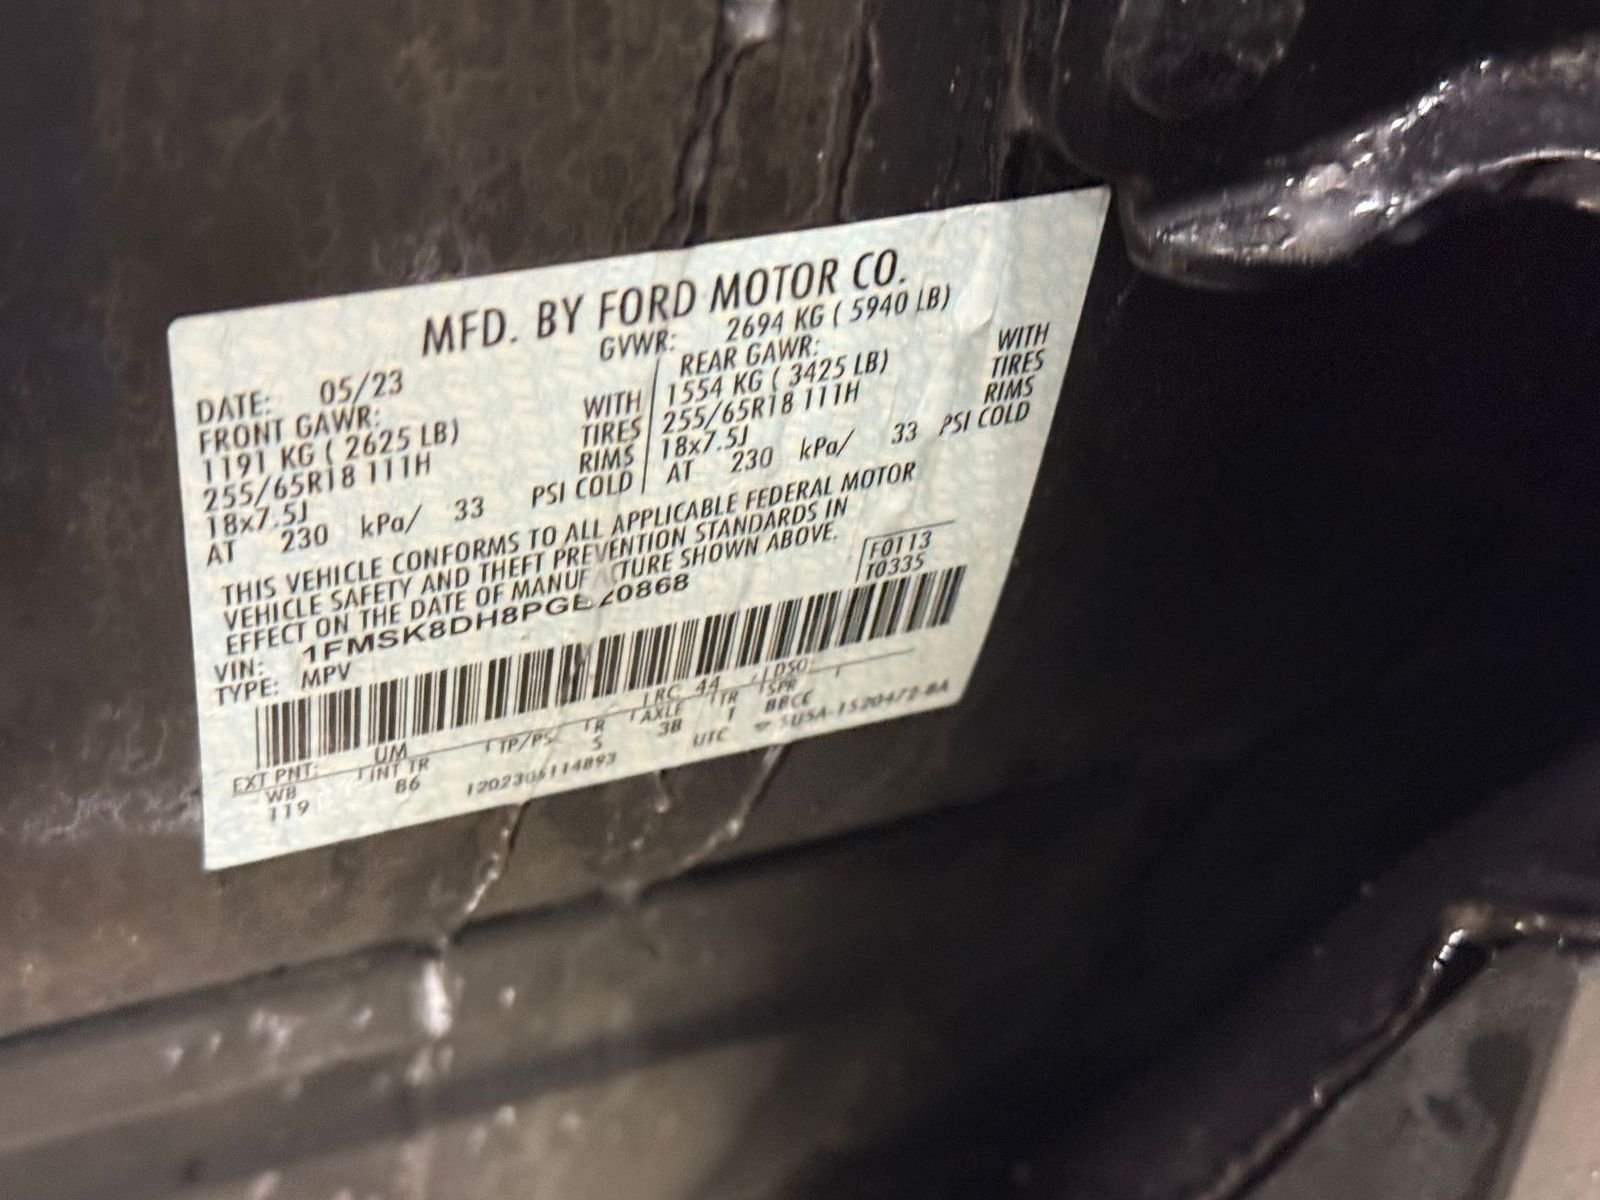 MFD. BY FORD MOTOR CO.
DATE: 05/23
GVWR: 2694 KG ( 5940 LB)
FRONT GAWR:
1191 KG ( 2625 LB) WITH
255/65R18 111H TIRES
18x7.5J RIMS
AT 230 kPa/ 33 PSI COLD
REAR GAWR:
1554 KG ( 3425 LB) WITH
255/65R18 111H TIRES
18x7.5J RIMS
AT 230 kPa/ 33 PSI COLD
THIS VEHICLE CONFORMS TO ALL APPLICABLE FEDERAL MOTOR
VEHICLE SAFETY AND THEFT PREVENTION STANDARDS IN
EFFECT ON THE DATE OF MANUFACTURE SHOWN ABOVE.
F0113
T0335
VIN:
TYPE: MPV
EXT PNT: UM RC: 44 DSO:
WB INT TR TP/PS R AXLE TR SPR
119 86 5 3B T BBCE
UTC